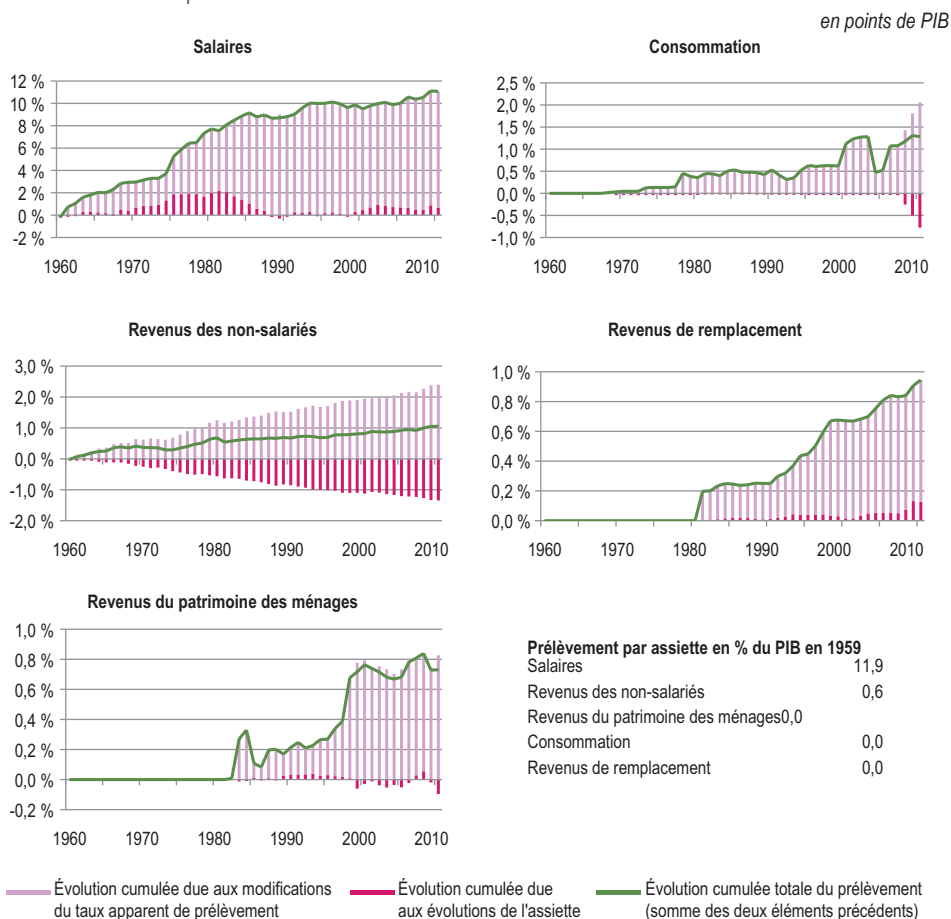 en points de PIB
Salaires
12 %
10 %
8 %
6 %
4 %
2 %
0 %
-2 %
1960 1970 1980 1990 2000 2010
Consommation
2,5 %
2,0 %
1,5 %
1,0 %
0,5 %
0,0 %
-0,5 %
-1,0 %
1960 1970 1980 1990 2000 2010
Revenus des non-salariés
3,0 %
2,0 %
1,0 %
0,0 %
-1,0 %
-2,0 %
1960 1970 1980 1990 2000 2010
Revenus de remplacement
1,0 %
0,8 %
0,6 %
0,4 %
0,2 %
0,0 %
1960 1970 1980 1990 2000 2010
Revenus du patrimoine des ménages
1,0 %
0,8 %
0,6 %
0,4 %
0,2 %
0,0 %
-0,2 %
1960 1970 1980 1990 2000 2010
Prélèvement par assiette en % du PIB en 1959
Salaires 11,9
Revenus des non-salariés 0,6
Revenus du patrimoine des ménages0,0
Consommation 0,0
Revenus de remplacement 0,0
Évolution cumulée due aux modifications
du taux apparent de prélèvement
Évolution cumulée due
aux évolutions de l'assiette
Évolution cumulée totale du prélèvement
(somme des deux éléments précédents)